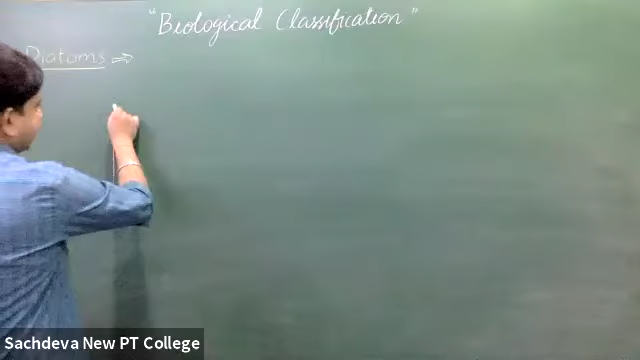 "Biological Classification"
Diatoms ⇒
Sachdeva New PT College